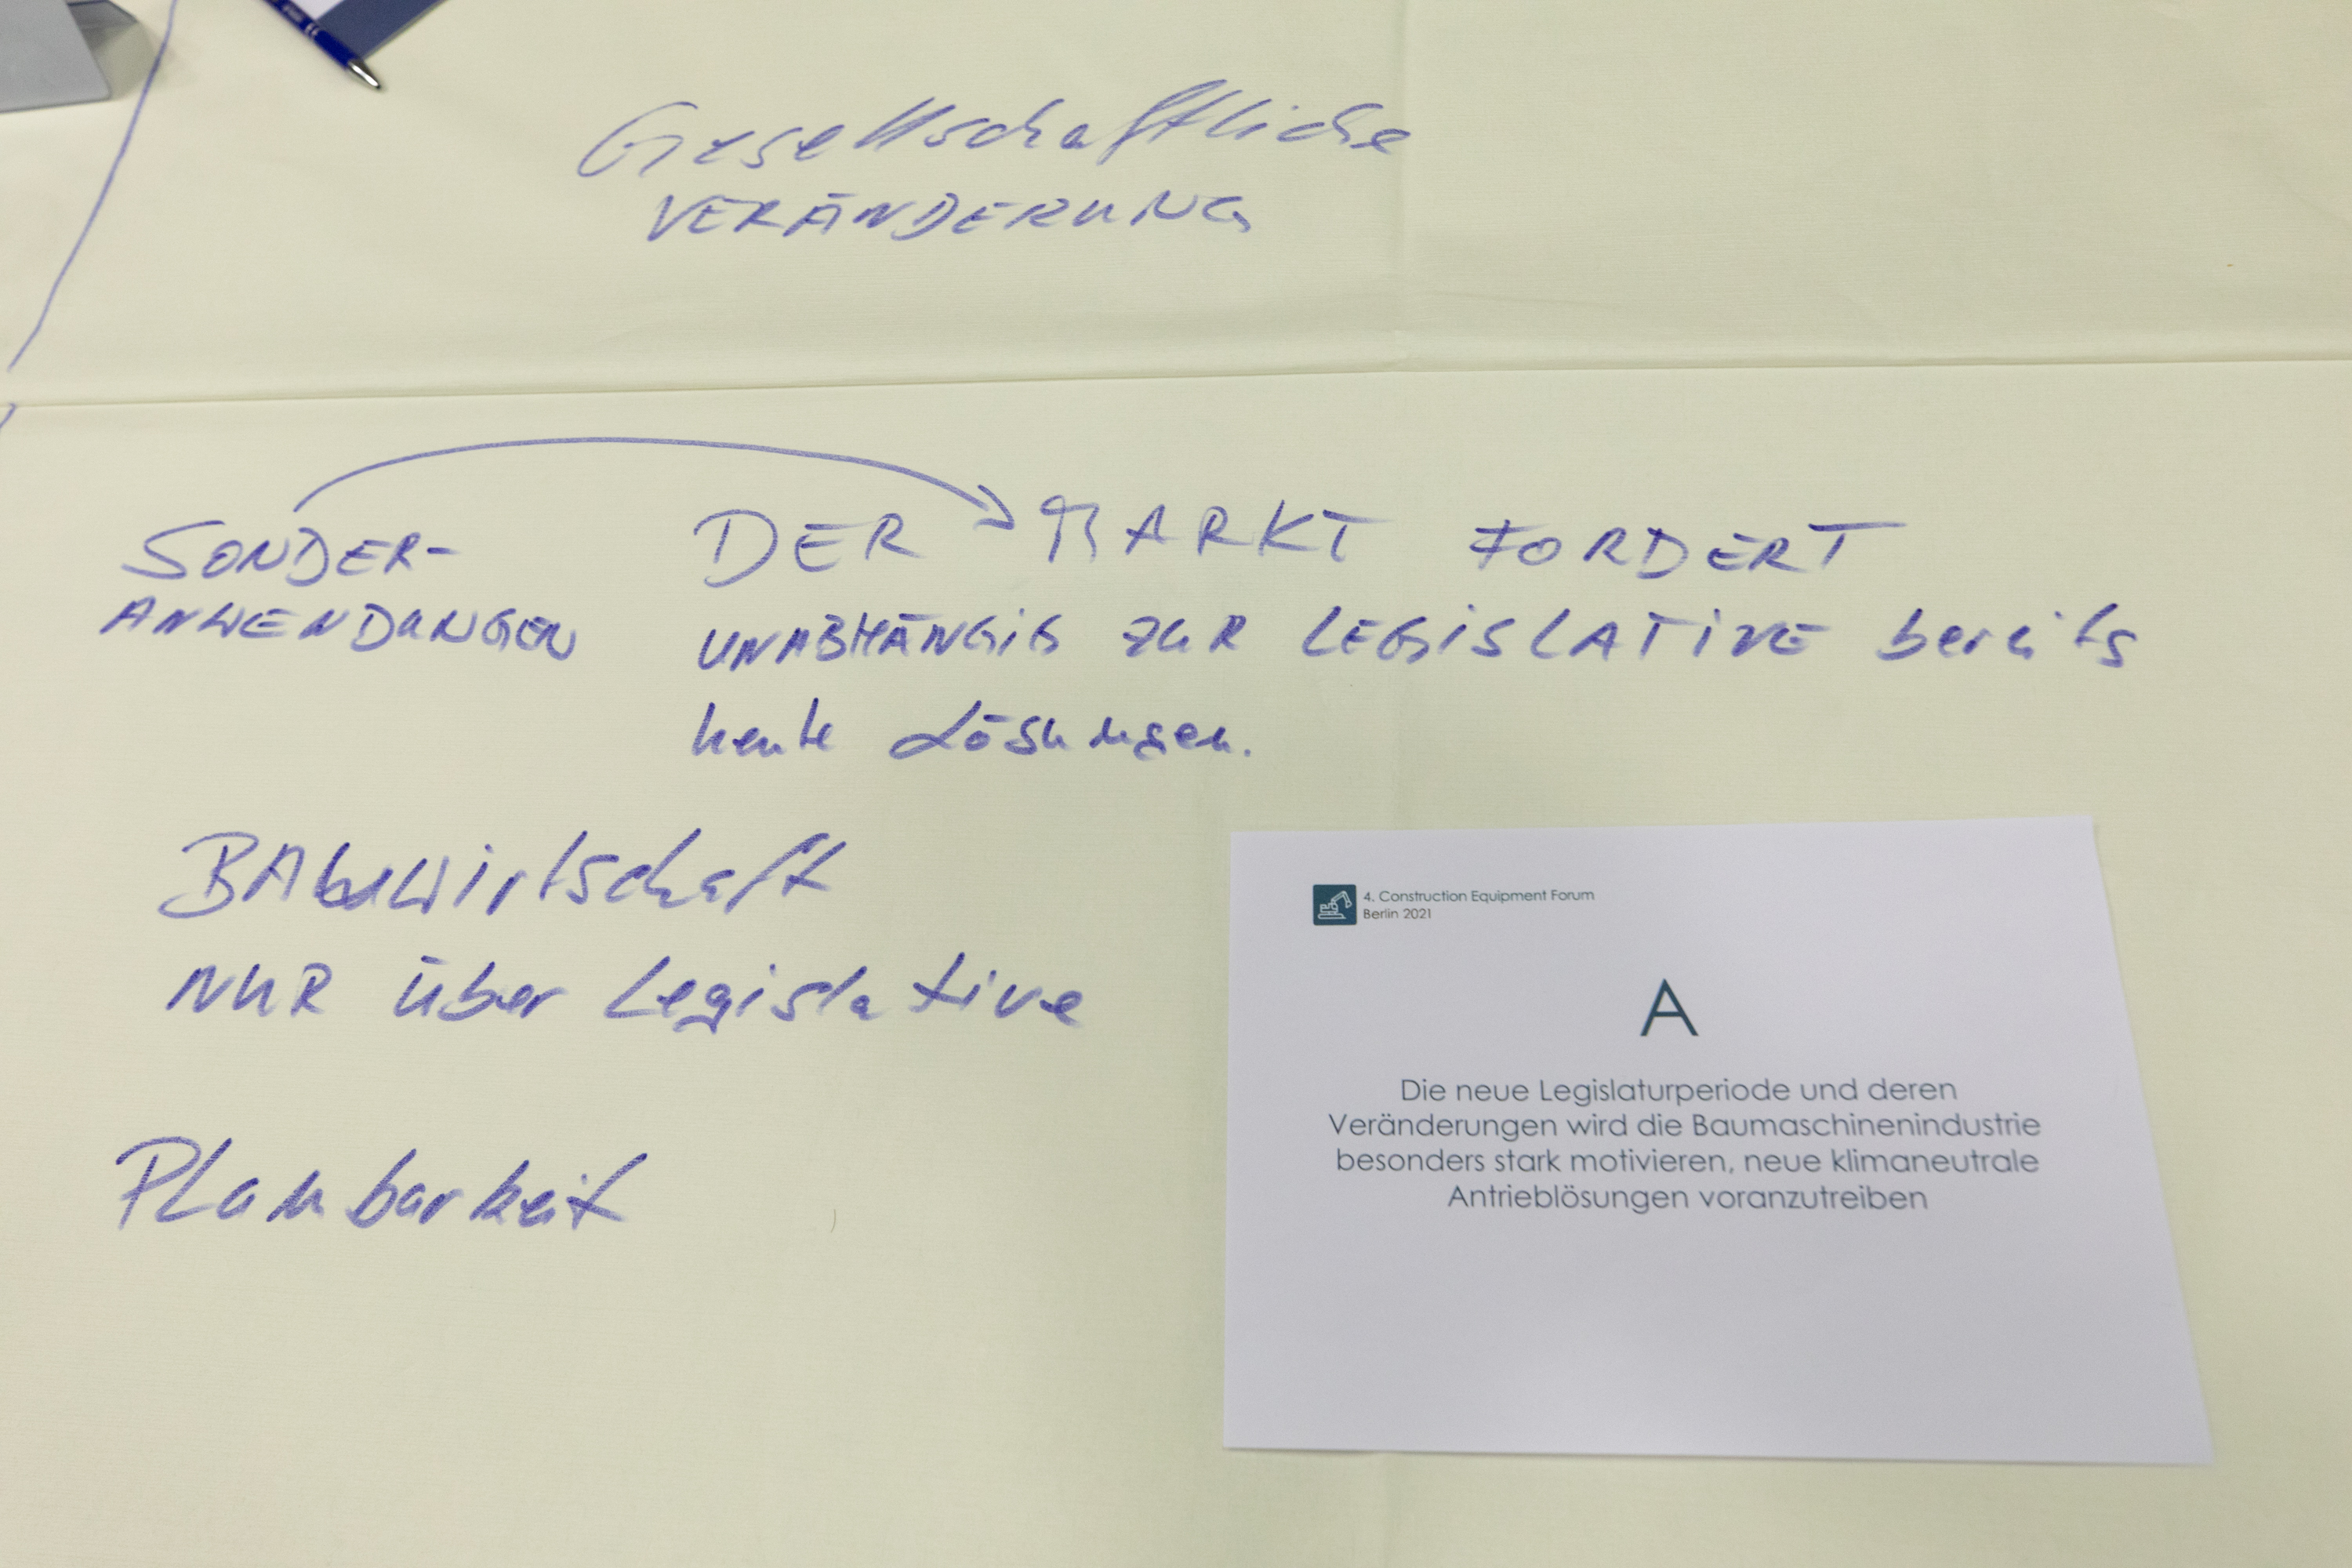 Gesellschaftliche
VERÄNDERUNG
SONDER-
ANWENDUNGEN
DER MARKT FORDERT
UNABHÄNGIG ZUR LEGISLATIVE bereits
heute Lösungen.
BAUWirtschaft
NUR über Legislative
PLanbarkeit
4. Construction Equipment Forum
Berlin 2021
A
Die neue Legislaturperiode und deren
Veränderungen wird die Baumaschinenindustrie
besonders stark motivieren, neue klimaneutrale
Antrieblösungen voranzutreiben